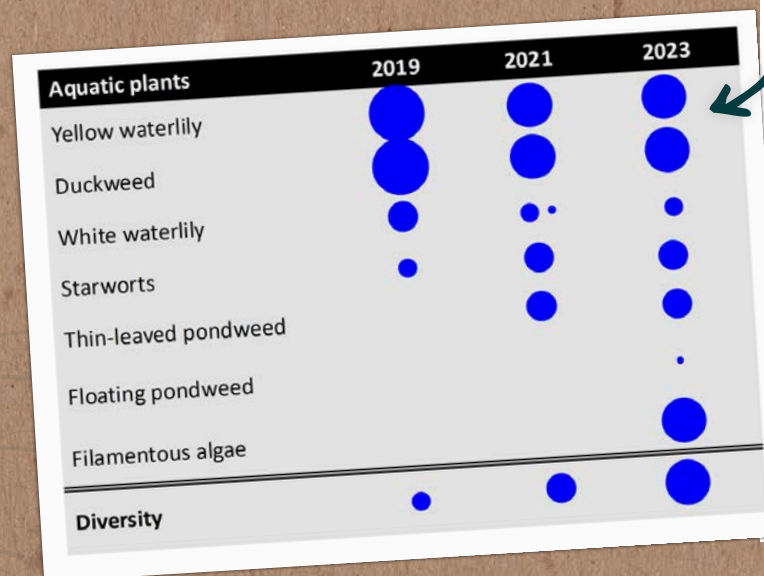 Aquatic plants 2019 2021 2023
Yellow waterlily
Duckweed
White waterlily
Starworts
Thin-leaved pondweed
Floating pondweed
Filamentous algae
Diversity